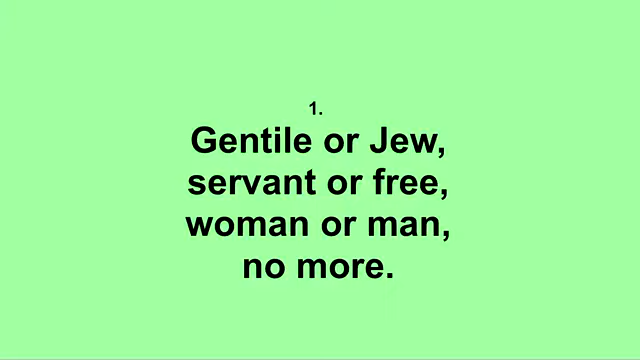 1.
Gentile or Jew,
servant or free,
woman or man,
no more.